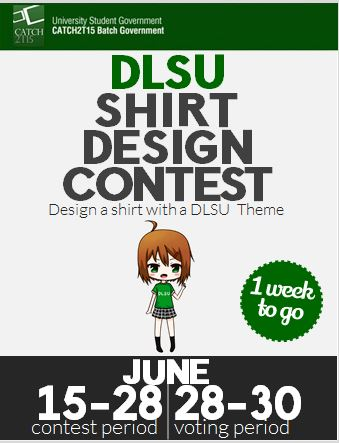 CATCH
2T15
University Student Government
CATCH2T15 Batch Government
DLSU
SHIRT
DESIGN
CONTEST
Design a shirt with a DLSU Theme
DLSU
1 week
to go
JUNE
15-28 28-30
contest period voting period